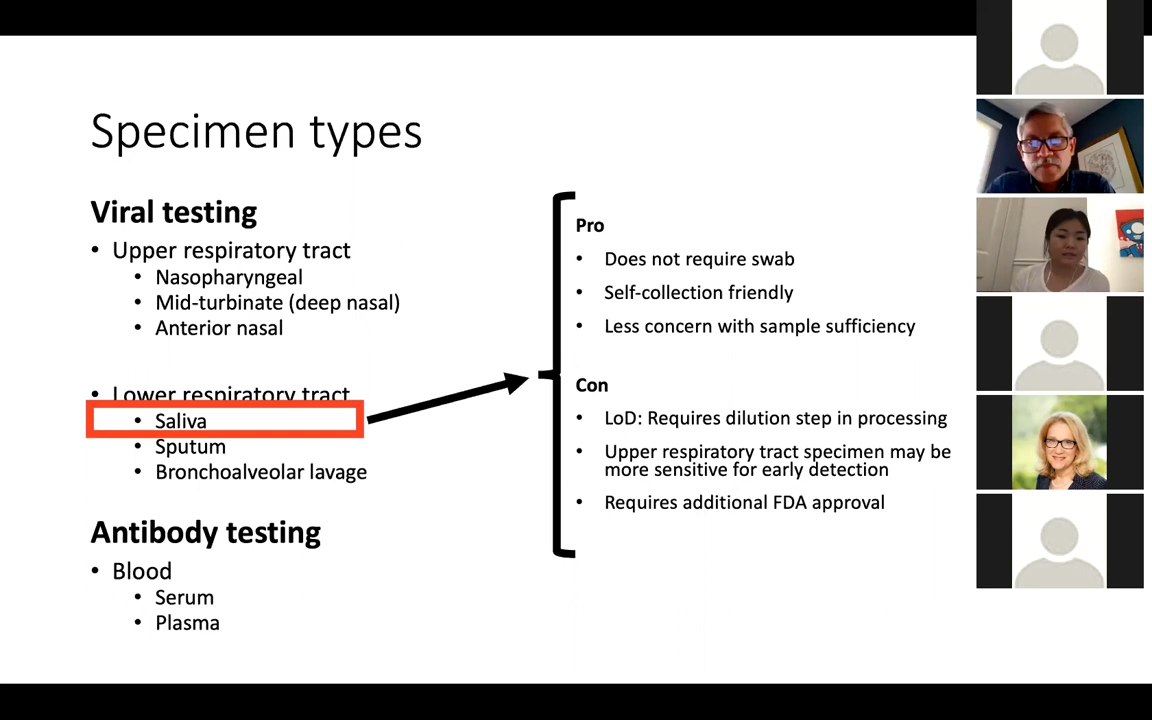 Specimen types
Viral testing
• Upper respiratory tract
• Nasopharyngeal
• Mid-turbinate (deep nasal)
• Anterior nasal
• Lower respiratory tract
• Saliva
• Sputum
• Bronchoalveolar lavage
Antibody testing
• Blood
• Serum
• Plasma
Pro
• Does not require swab
• Self-collection friendly
• Less concern with sample sufficiency
Con
• LoD: Requires dilution step in processing
• Upper respiratory tract specimen may be
more sensitive for early detection
• Requires additional FDA approval